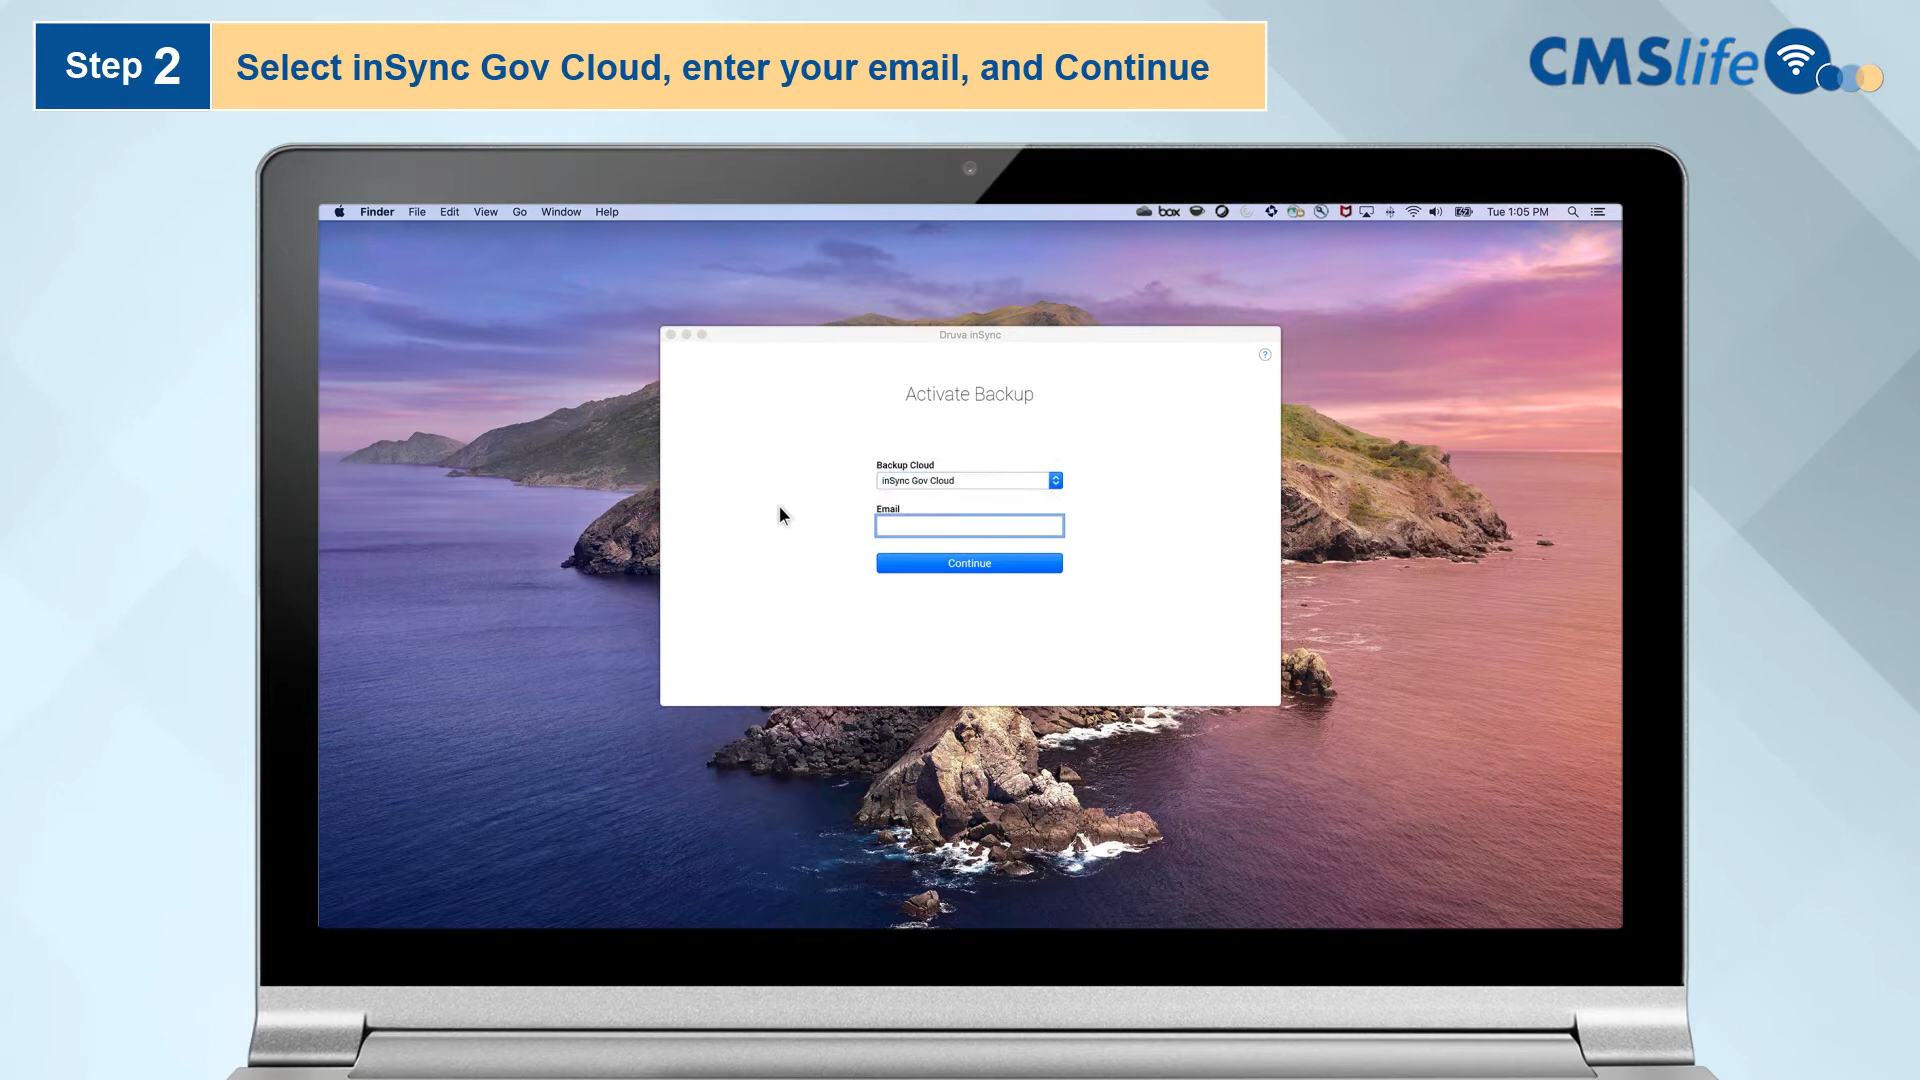 Step 2
Select inSync Gov Cloud, enter your email, and Continue
CMSlife
Finder File Edit View Go Window Help
box Tue 1:05 PM
Druva inSync
?
Activate Backup
Backup Cloud
inSync Gov Cloud
Email
Continue